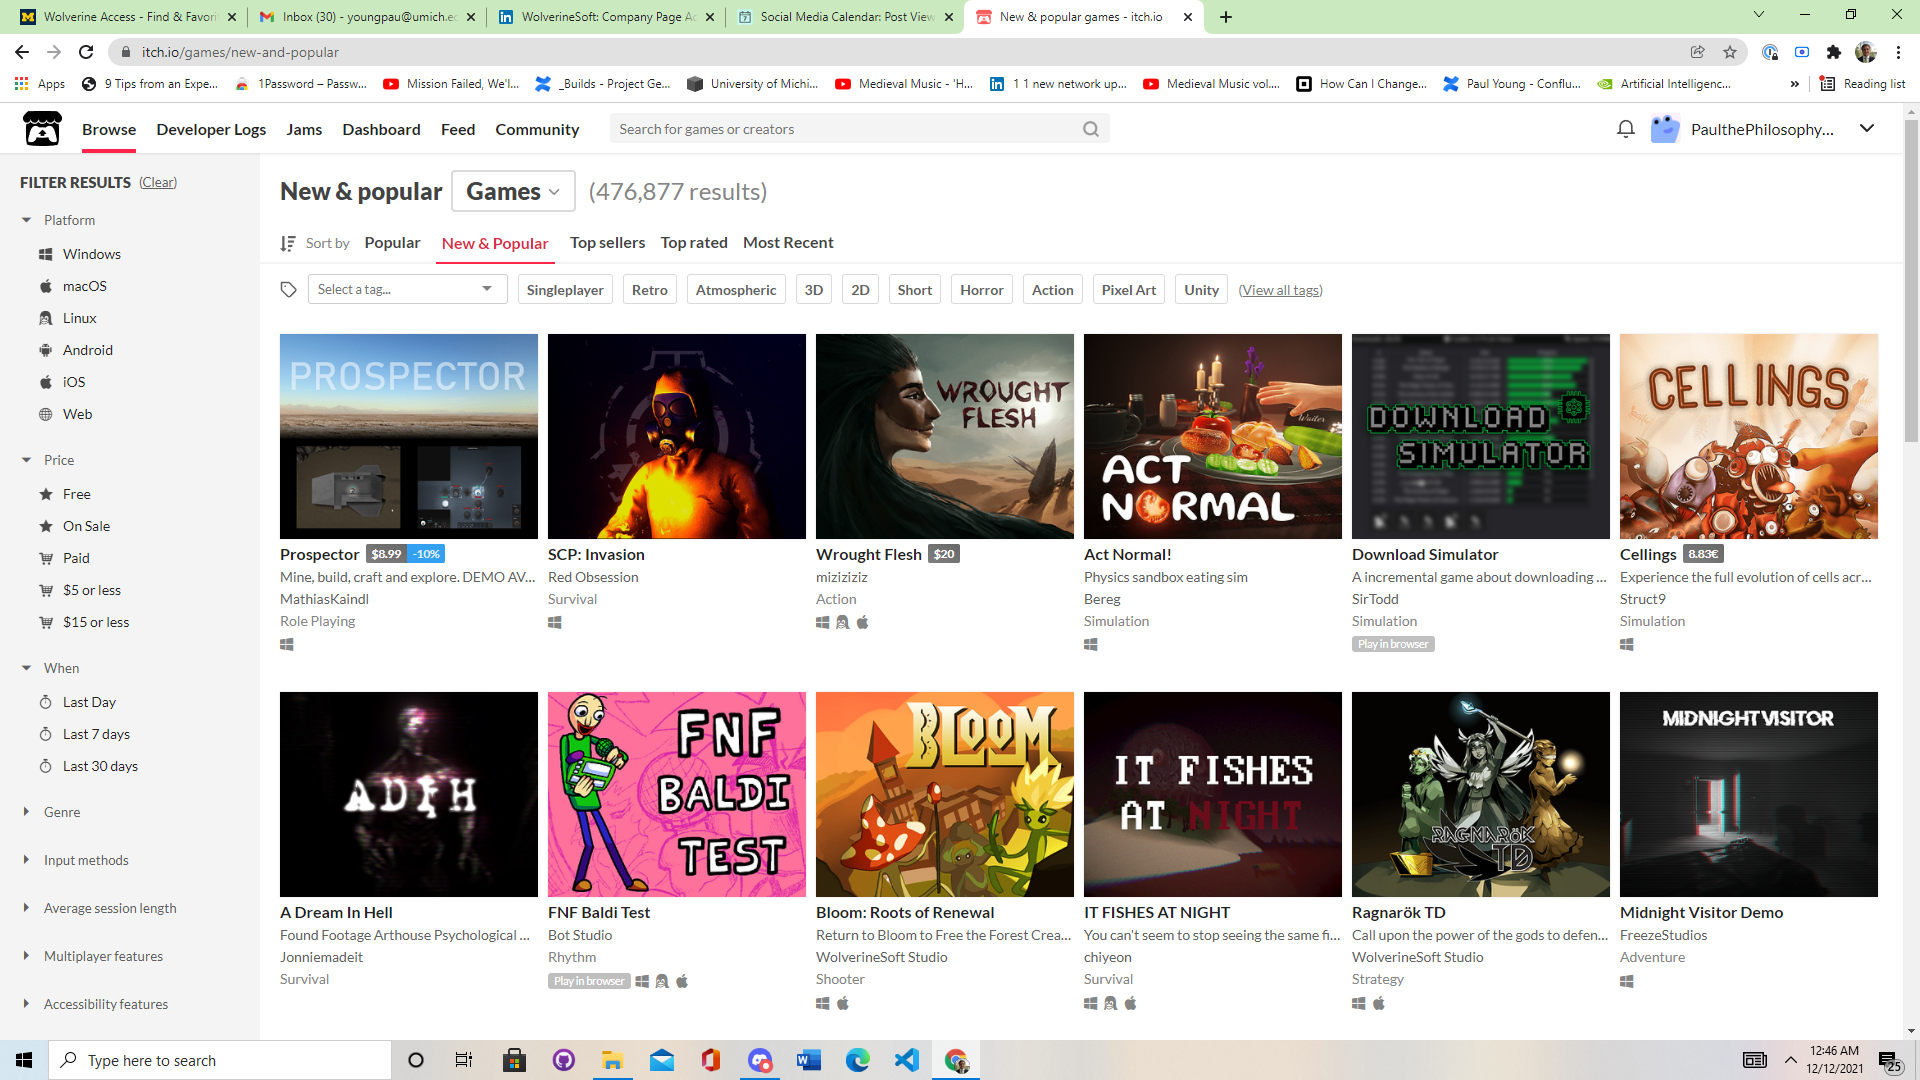 Wolverine Access - Find & Favori
Inbox (30) - youngpau@umich.ec
WolverineSoft: Company Page Ac
Social Media Calendar: Post View
New & popular games - itch.io
itch.io/games/new-and-popular
Apps
9 Tips from an Expe...
1Password – Passw...
Mission Failed, We'l...
_Builds - Project Ge...
University of Michi...
Medieval Music - 'H...
1 1 new network up...
Medieval Music vol....
How Can I Change...
Paul Young - Conflu...
Artificial Intelligenc...
»
Reading list
Browse
Developer Logs
Jams
Dashboard
Feed
Community
Search for games or creators
PaulthePhilosophy...
FILTER RESULTS (Clear)
Platform
Windows
macOS
Linux
Android
iOS
Web
Price
Free
On Sale
Paid
$5 or less
$15 or less
When
Last Day
Last 7 days
Last 30 days
Genre
Input methods
Average session length
Multiplayer features
Accessibility features
New & popular Games (476,877 results)
Sort by Popular New & Popular Top sellers Top rated Most Recent
Select a tag... Singleplayer Retro Atmospheric 3D 2D Short Horror Action Pixel Art Unity (View all tags)
PROSPECTOR
Prospector $8.99 -10%
Mine, build, craft and explore. DEMO AV...
MathiasKaindl
Role Playing
SCP: Invasion
Red Obsession
Survival
WROUGHT
FLESH
Wrought Flesh $20
miziziziz
Action
Waiter
ACT
NORMAL
Act Normal!
Physics sandbox eating sim
Bereg
Simulation
DOWNLOAD
SIMULATOR
Download Simulator
A incremental game about downloading ...
SirTodd
Simulation
Play in browser
CELLINGS
Cellings 8.83€
Experience the full evolution of cells acr...
Struct9
Simulation
ADIH
A Dream In Hell
Found Footage Arthouse Psychological ...
Jonniemadeit
Survival
FNF
BALDI
TEST
FNF Baldi Test
Bot Studio
Rhythm
Play in browser
BLOOM
Bloom: Roots of Renewal
Return to Bloom to Free the Forest Crea...
WolverineSoft Studio
Shooter
IT FISHES
AT NIGHT
IT FISHES AT NIGHT
You can't seem to stop seeing the same fi...
chiyeon
Survival
RAGNARÖK
TD
Ragnarök TD
Call upon the power of the gods to defen...
WolverineSoft Studio
Strategy
MIDNIGHT VISITOR
Midnight Visitor Demo
FreezeStudios
Adventure
Type here to search
12:46 AM
12/12/2021
25